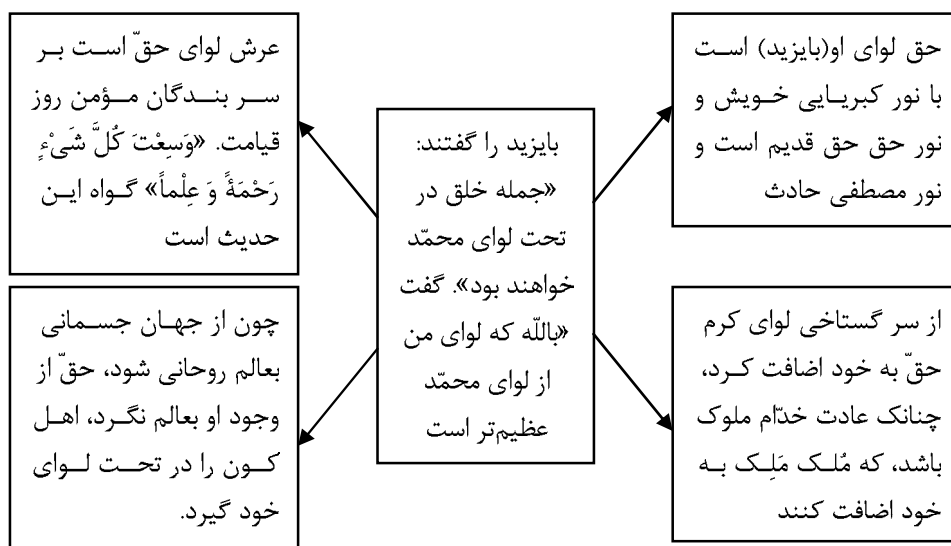 حق لوای او(بایزید) است
با نور کبریایی خویش و
نور حق حق قدیم است و
نور مصطفی حادث
عرش لوای حقّ است بر
سر بندگان مؤمن روز
قیامت. «وَسِعْتَ کُلَّ شَیْءٍ
رَحْمَةً وَ عِلْماً» گواه این
حدیث است
بایزید را گفتند:
«جمله خلق در
تحت لوای محمّد
خواهند بود». گفت
«باللّه که لوای من
از لوای محمّد
عظیم‌تر است
از سر گستاخی لوای کرم
حقّ به خود اضافت کرد،
چنانک عادت خدّام ملوک
باشد، که مُلک مَلِک به
خود اضافت کنند
چون از جهان جسمانی
بعالم روحانی شود، حقّ از
وجود او بعالم نگرد، اهل
کون را در تحت لوای
خود گیرد.